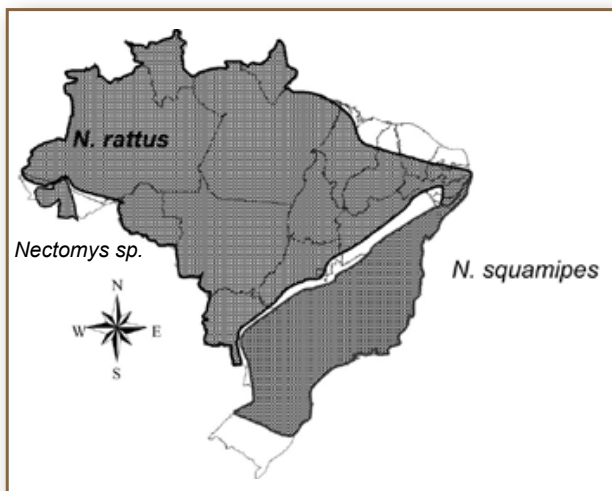 N. rattus
Nectomys sp.
N. squamipes
N
W E
S